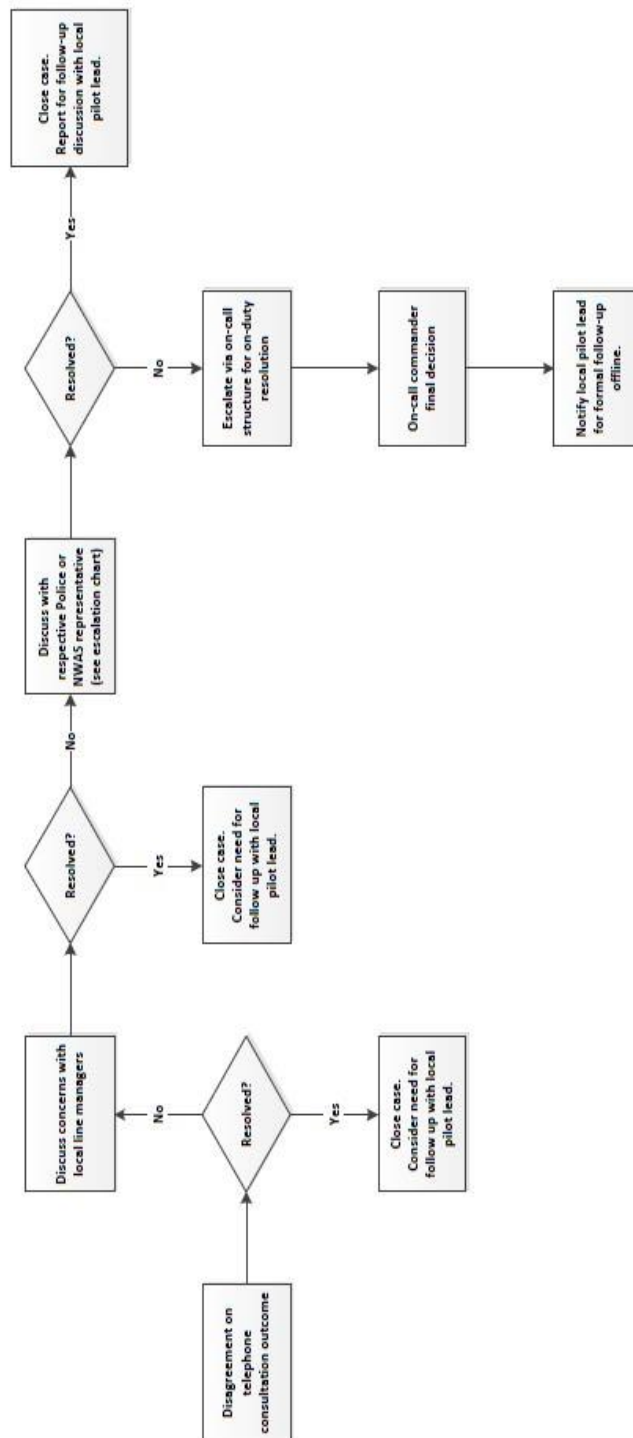 Disagreement on
telephone
consultation outcome
Resolved?
Yes
Close case.
Consider need for
follow up with local
pilot lead.
No
Discuss concerns with
local line managers
Resolved?
Yes
Close case.
Consider need for
follow up with local
pilot lead.
No
Discuss with
respective Police or
NWAS representative
(see escalation chart)
Resolved?
Yes
Close case.
Report for follow-up
discussion with local
pilot lead.
No
Escalate via on-call
structure for on-duty
resolution
On-call commander
final decision
Notify local pilot lead
for formal follow-up
offline.